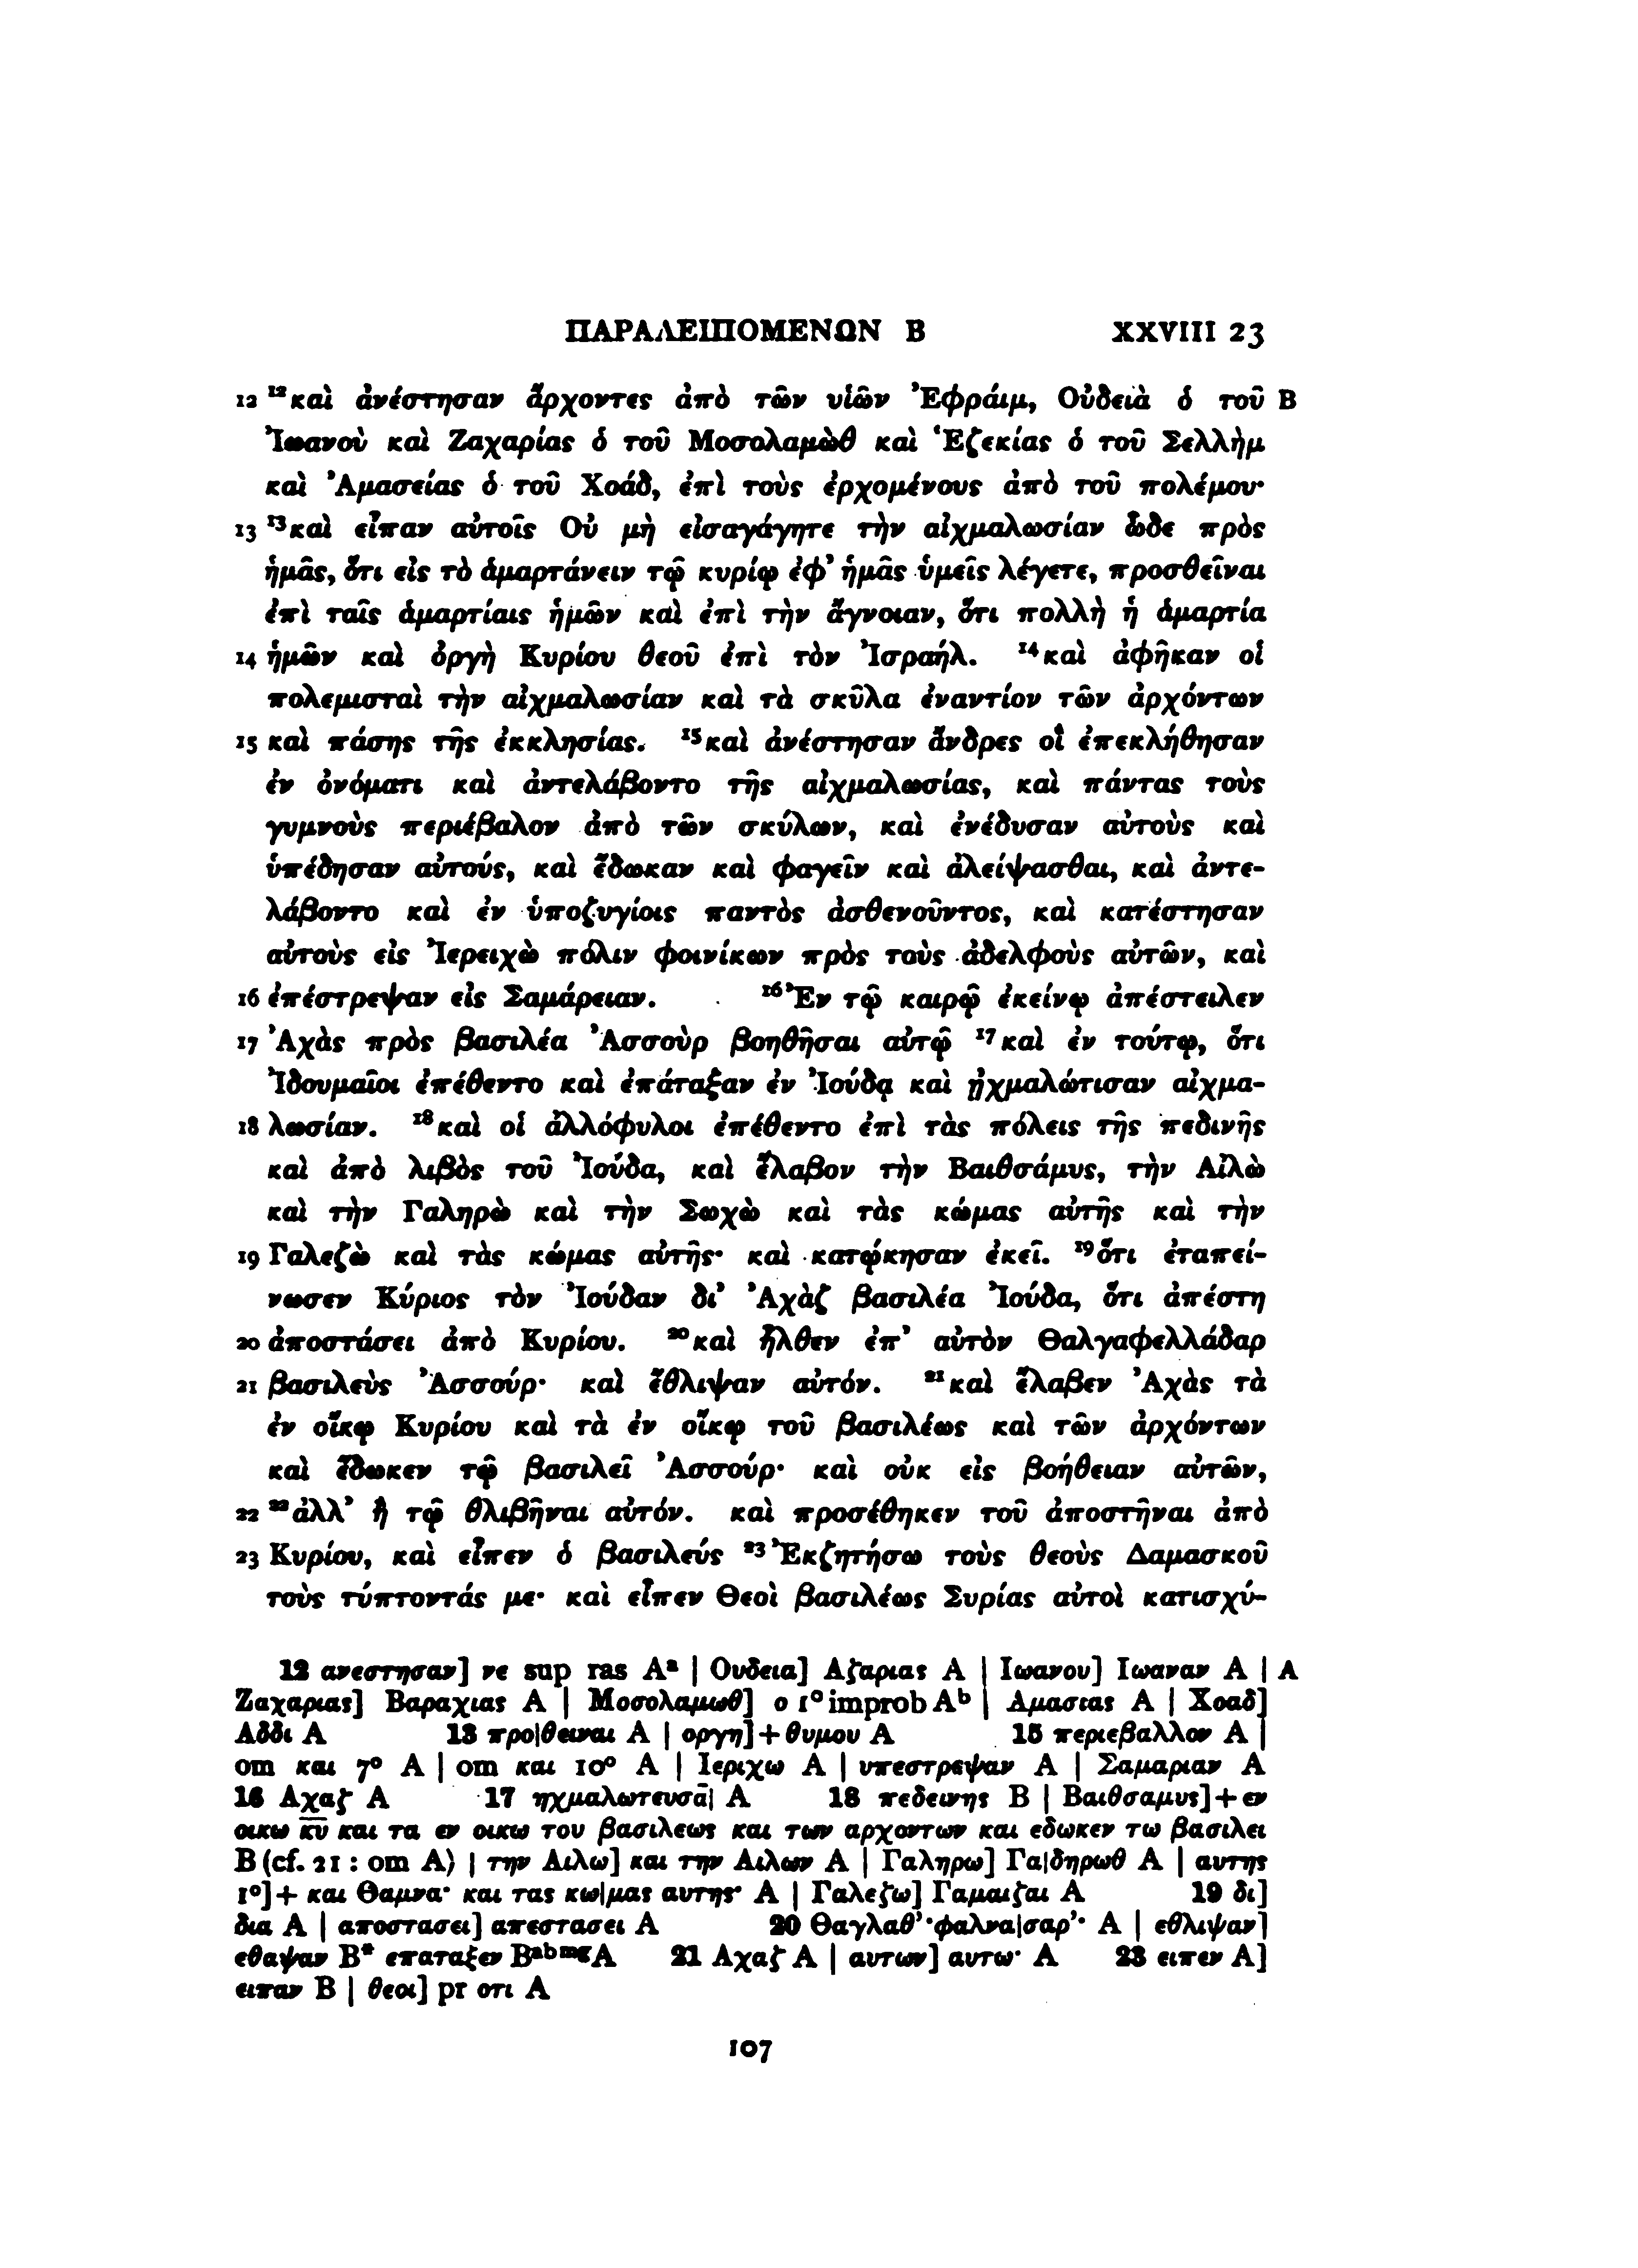 ΠΑΡΑΛΕΙΠΟΜΕΝΩΝ Β XXVIII 23
12 ¹²καὶ ἀνέστησαν ἄρχοντες ἀπὸ τῶν υἱῶν Ἐφράιμ, Οὐδειὰ ὁ τοῦ B
Ἰωανοὺ καὶ Ζαχαρίας ὁ τοῦ Μοσολαμὼθ καὶ Ἑζεκίας ὁ τοῦ Σελλὴμ
καὶ Ἀμασείας ὁ τοῦ Χοάδ, ἐπὶ τοὺς ἐρχομένους ἀπὸ τοῦ πολέμου·
13 ¹³καὶ εἶπαν αὐτοῖς Οὐ μὴ εἰσαγάγητε τὴν αἰχμαλωσίαν ὧδε πρὸς
ἡμᾶς, ὅτι εἰς τὸ ἁμαρτάνειν τῷ κυρίῳ ἐφ᾽ ἡμᾶς ὑμεῖς λέγετε, προσθεῖναι
ἐπὶ ταῖς ἁμαρτίαις ἡμῶν καὶ ἐπὶ τὴν ἄγνοιαν, ὅτι πολλὴ ἡ ἁμαρτία
14 ἡμῶν καὶ ὀργὴ Κυρίου θεοῦ ἐπὶ τὸν Ἰσραήλ. ¹⁴καὶ ἀφῆκαν οἱ
πολεμισταὶ τὴν αἰχμαλωσίαν καὶ τὰ σκῦλα ἐναντίον τῶν ἀρχόντων
15 καὶ πάσης τῆς ἐκκλησίας. ¹⁵καὶ ἀνέστησαν ἄνδρες οἳ ἐπεκλήθησαν
ἐν ὀνόματι καὶ ἀντελάβοντο τῆς αἰχμαλωσίας, καὶ πάντας τοὺς
γυμνοὺς περιέβαλον ἀπὸ τῶν σκύλων, καὶ ἐνέδυσαν αὐτοὺς καὶ
ὑπέδησαν αὐτούς, καὶ ἔδωκαν καὶ φαγεῖν καὶ ἀλείψασθαι, καὶ ἀντε-
λάβοντο καὶ ἐν ὑποζυγίοις παντὸς ἀσθενοῦντος, καὶ κατέστησαν
αὐτοὺς εἰς Ἰερειχὼ πόλιν φοινίκων πρὸς τοὺς ἀδελφοὺς αὐτῶν, καὶ
16 ἐπέστρεψαν εἰς Σαμάρειαν. ¹⁶Ἐν τῷ καιρῷ ἐκείνῳ ἀπέστειλεν
17 Ἀχὰς πρὸς βασιλέα Ἀσσοὺρ βοηθῆσαι αὐτῷ ¹⁷καὶ ἐν τούτῳ, ὅτι
Ἰδουμαῖοι ἐπέθεντο καὶ ἐπάταξαν ἐν Ἰούδᾳ καὶ ᾐχμαλώτισαν αἰχμα-
18 λωσίαν. ¹⁸καὶ οἱ ἀλλόφυλοι ἐπέθεντο ἐπὶ τὰς πόλεις τῆς πεδινῆς
καὶ ἀπὸ λιβὸς τοῦ Ἰούδα, καὶ ἔλαβον τὴν Βαιθσάμυς, τὴν Αἰλὼ
καὶ τὴν Γαληρὼ καὶ τὴν Σωχὼ καὶ τὰς κώμας αὐτῆς καὶ τὴν
19 Γαλεζὼ καὶ τὰς κώμας αὐτῆς· καὶ κατῴκησαν ἐκεῖ. ¹⁹ὅτι ἐταπεί-
νωσεν Κύριος τὸν Ἰούδαν δι᾽ Ἀχὰζ βασιλέα Ἰούδα, ὅτι ἀπέστη
20 ἀποστάσει ἀπὸ Κυρίου. ²⁰καὶ ἦλθεν ἐπ᾽ αὐτὸν Θαλγαφελλάδαρ
21 βασιλεὺς Ἀσσούρ· καὶ ἔθλιψαν αὐτόν. ²¹καὶ ἔλαβεν Ἀχὰς τὰ
ἐν οἴκῳ Κυρίου καὶ τὰ ἐν οἴκῳ τοῦ βασιλέως καὶ τῶν ἀρχόντων
καὶ ἔδωκεν τῷ βασιλεῖ Ἀσσούρ· καὶ οὐκ εἰς βοήθειαν αὐτῶν,
22 ²²ἀλλ᾽ ἢ τῷ θλιβῆναι αὐτόν. καὶ προσέθηκεν τοῦ ἀποστῆναι ἀπὸ
23 Κυρίου, καὶ εἶπεν ὁ βασιλεύς ²³Ἐκζητήσω τοὺς θεοὺς Δαμασκοῦ
τοὺς τύπτοντάς με· καὶ εἶπεν Θεοὶ βασιλέως Συρίας αὐτοὶ κατισχύ-
12 ανεστησαν] νε sup ras Aᵃ | Ουδεια] Αζαριας A | Ιωανου] Ιωαναν A | A
Ζαχαριας] Βαραχιας A | Μοσολαμωθ] ο 1° improb Aᵇ | Αμασιας A | Χοαδ]
Αδδι A 13 προ|θειναι A | οργη]+θυμου A 15 περιεβαλλον A |
om και 7° A | om και 10° A | Ιεριχω A | υπεστρεψαν A | Σαμαριαν A
16 Αχαζ A 17 ηχμαλωτευσᾱ| A 18 πεδεινης B | Βαιθσαμυς]+εν
οικω κ̅υ̅ και τα εν οικω του βασιλεως και των αρχοντων και εδωκεν τω βασιλει
B (cf. 21 : om A) | την Αιλω] και την Αιλων A | Γαληρω] Γα|δηρωθ A | αυτης
1°]+ και Θαμνα· και τας κω|μας αυτης· A | Γαλεζω] Γαμαιζαι A 19 δι]
δια A | αποστασει] απεστασει A 20 Θαγλαθ᾽·φαλνα|σαρ᾽· A | εθλιψαν]
εθαψαν B* επαταξεν Bᵃᵇᵐᵍ A 21 Αχαζ A | αυτων] αυτω· A 23 ειπεν A]
ειπαν B | θεοι] pr οτι A
107